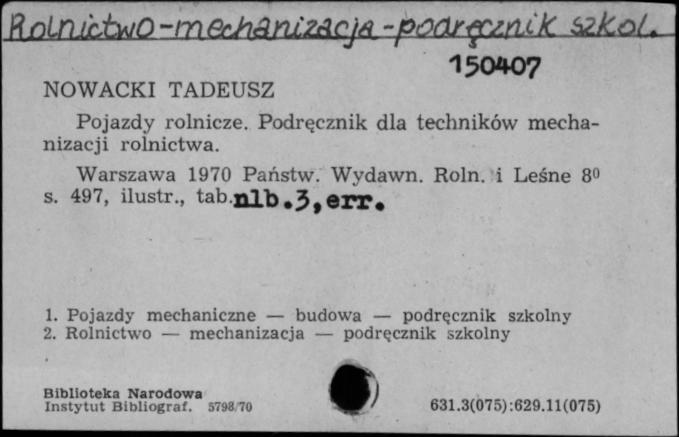 Rolnictwo-mechanizacja-podręcznik szkol.
150407
NOWACKI TADEUSZ
Pojazdy rolnicze. Podręcznik dla techników mecha-
nizacji rolnictwa.
Warszawa 1970 Państw. Wydawn. Roln. i Leśne 8⁰
s. 497, ilustr., tab.nlb.3,err.
1. Pojazdy mechaniczne — budowa — podręcznik szkolny
2. Rolnictwo — mechanizacja — podręcznik szkolny
Biblioteka Narodowa
Instytut Bibliograf. 5798/70
631.3(075):629.11(075)